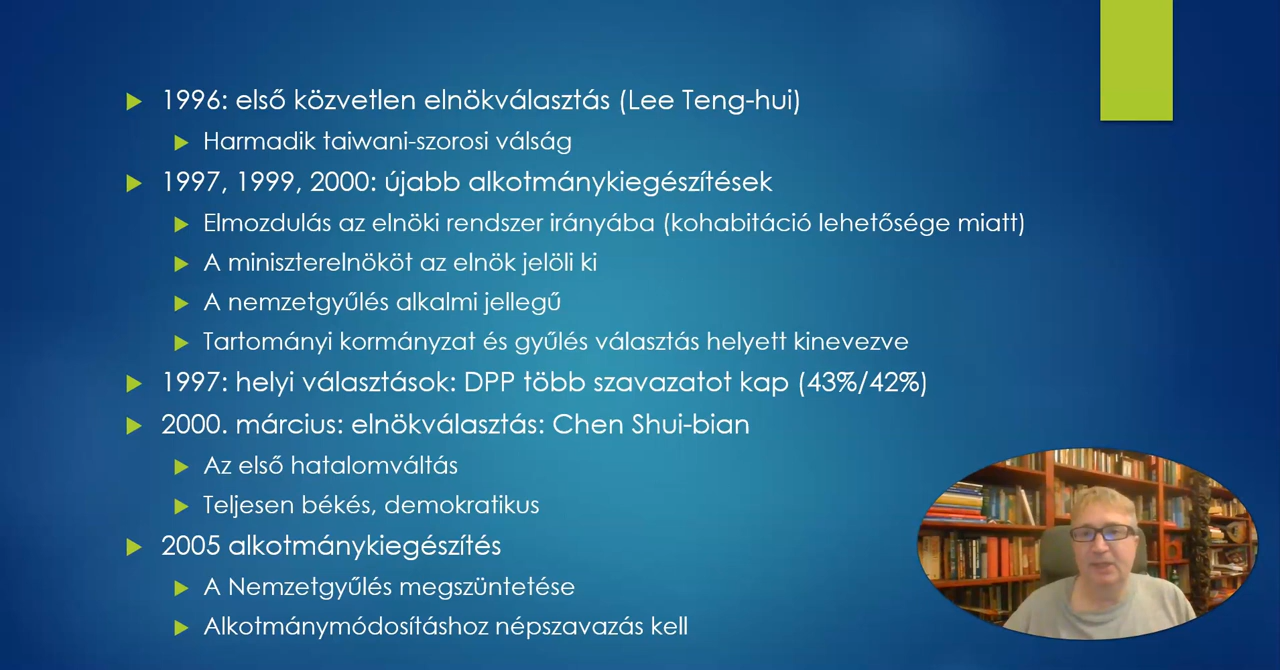 1996: első közvetlen elnökválasztás (Lee Teng-hui)
Harmadik taiwani-szorosi válság
1997, 1999, 2000: újabb alkotmánykiegészítések
Elmozdulás az elnöki rendszer irányába (kohabitáció lehetősége miatt)
A miniszterelnököt az elnök jelöli ki
A nemzetgyűlés alkalmi jellegű
Tartományi kormányzat és gyűlés választás helyett kinevezve
1997: helyi választások: DPP több szavazatot kap (43%/42%)
2000. március: elnökválasztás: Chen Shui-bian
Az első hatalomváltás
Teljesen békés, demokratikus
2005 alkotmánykiegészítés
A Nemzetgyűlés megszüntetése
Alkotmánymódosításhoz népszavazás kell